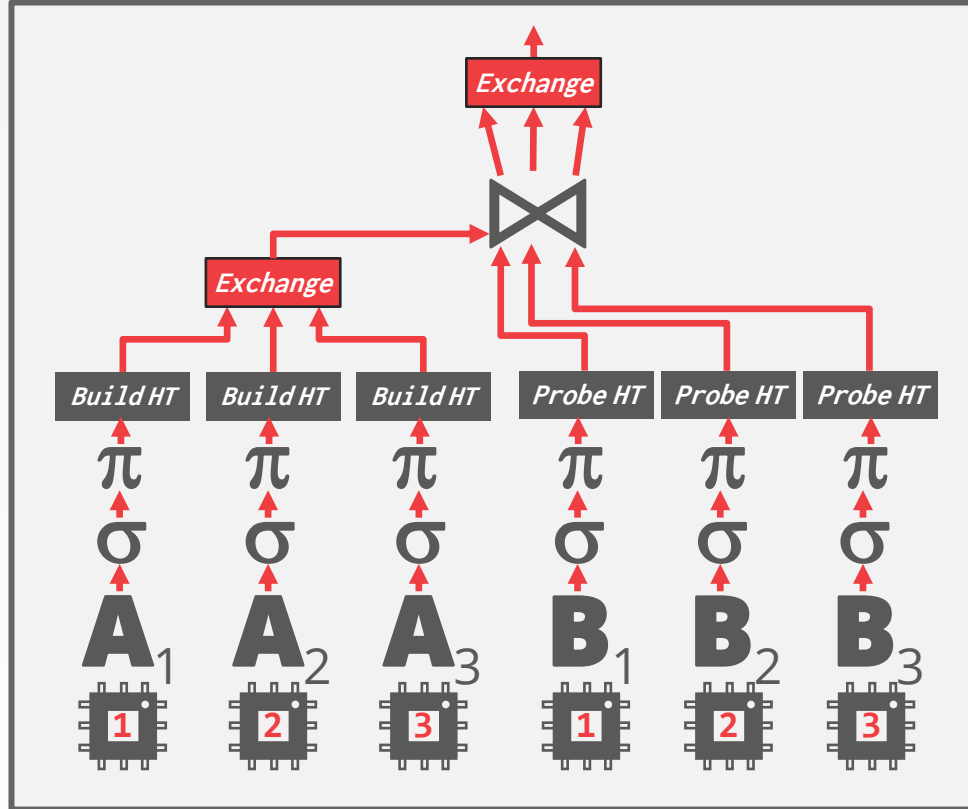 Exchange
Exchange
Build HT Build HT Build HT Probe HT Probe HT Probe HT
π π π π π π
σ σ σ σ σ σ
A1 A2 A3 B1 B2 B3
1 2 3 1 2 3